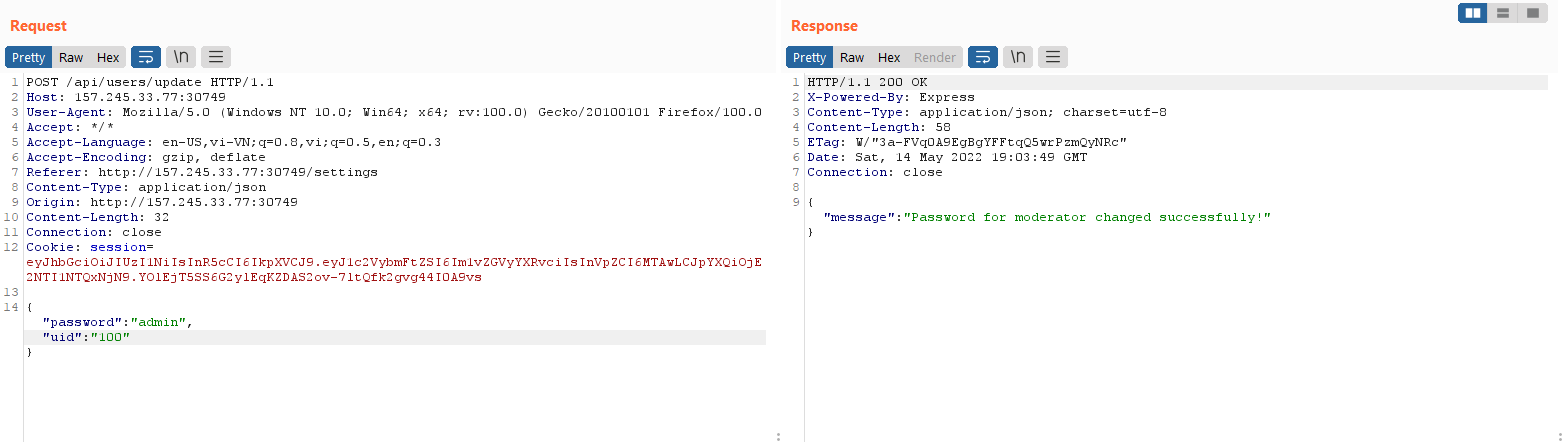 Request
Pretty Raw Hex \n
1 POST /api/users/update HTTP/1.1
2 Host: 157.245.33.77:30749
3 User-Agent: Mozilla/5.0 (Windows NT 10.0; Win64; x64; rv:100.0) Gecko/20100101 Firefox/100.0
4 Accept: */*
5 Accept-Language: en-US,vi-VN;q=0.8,vi;q=0.5,en;q=0.3
6 Accept-Encoding: gzip, deflate
7 Referer: http://157.245.33.77:30749/settings
8 Content-Type: application/json
9 Origin: http://157.245.33.77:30749
10 Content-Length: 32
11 Connection: close
12 Cookie: session=
eyJhbGciOiJIUzI1NiIsInR5cCI6IkpXVCJ9.eyJ1c2VybmFtZSI6Im1vZGVyYXRvciIsInVpZCI6MTAwLCJpYXQiOjE
2NTI1NTQxNjN9.YOlEjT5SS6G2ylEqKZDAS2ov-7ltQfk2gvg44I0A9vs
13
14 {
"password":"admin",
"uid":"100"
}
Response
Pretty Raw Hex Render \n
1 HTTP/1.1 200 OK
2 X-Powered-By: Express
3 Content-Type: application/json; charset=utf-8
4 Content-Length: 58
5 ETag: W/"3a-FVqOA9EgBgYFFtqQ5wrPzmQyNRc"
6 Date: Sat, 14 May 2022 19:03:49 GMT
7 Connection: close
8
9 {
"message":"Password for moderator changed successfully!"
}